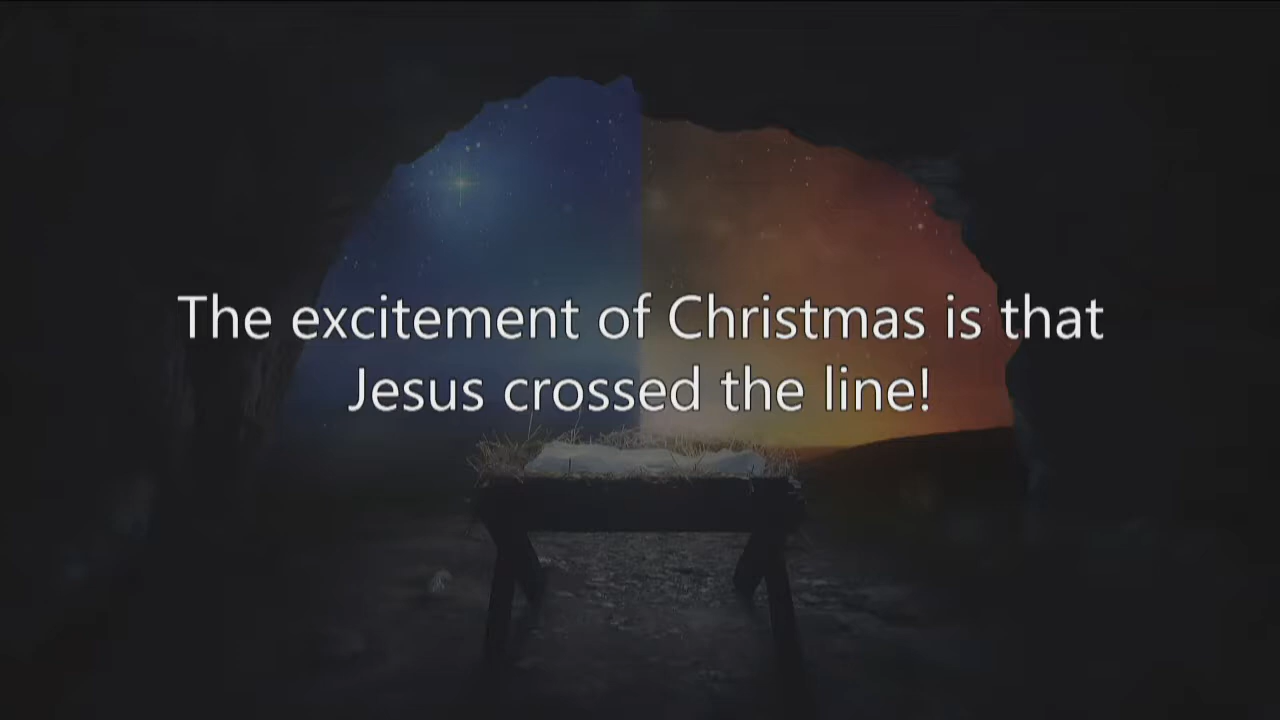 The excitement of Christmas is that
Jesus crossed the line!